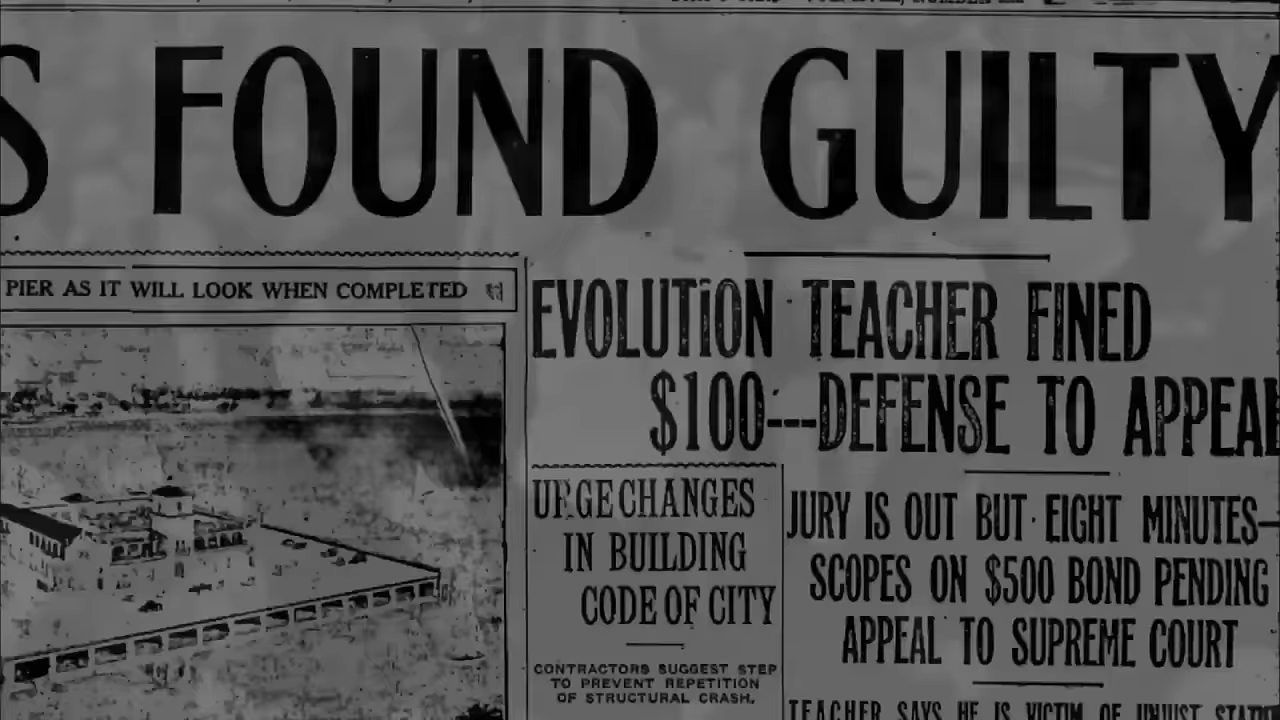 S FOUND GUILTY
PIER AS IT WILL LOOK WHEN COMPLETED
EVOLUTION TEACHER FINED
$100---DEFENSE TO APPEAL
URGE CHANGES
IN BUILDING
CODE OF CITY
CONTRACTORS SUGGEST STEP
TO PREVENT REPETITION
OF STRUCTURAL CRASH.
JURY IS OUT BUT EIGHT MINUTES—
SCOPES ON $500 BOND PENDING
APPEAL TO SUPREME COURT
TEACHER SAYS HE IS VICTIM OF UNJUST